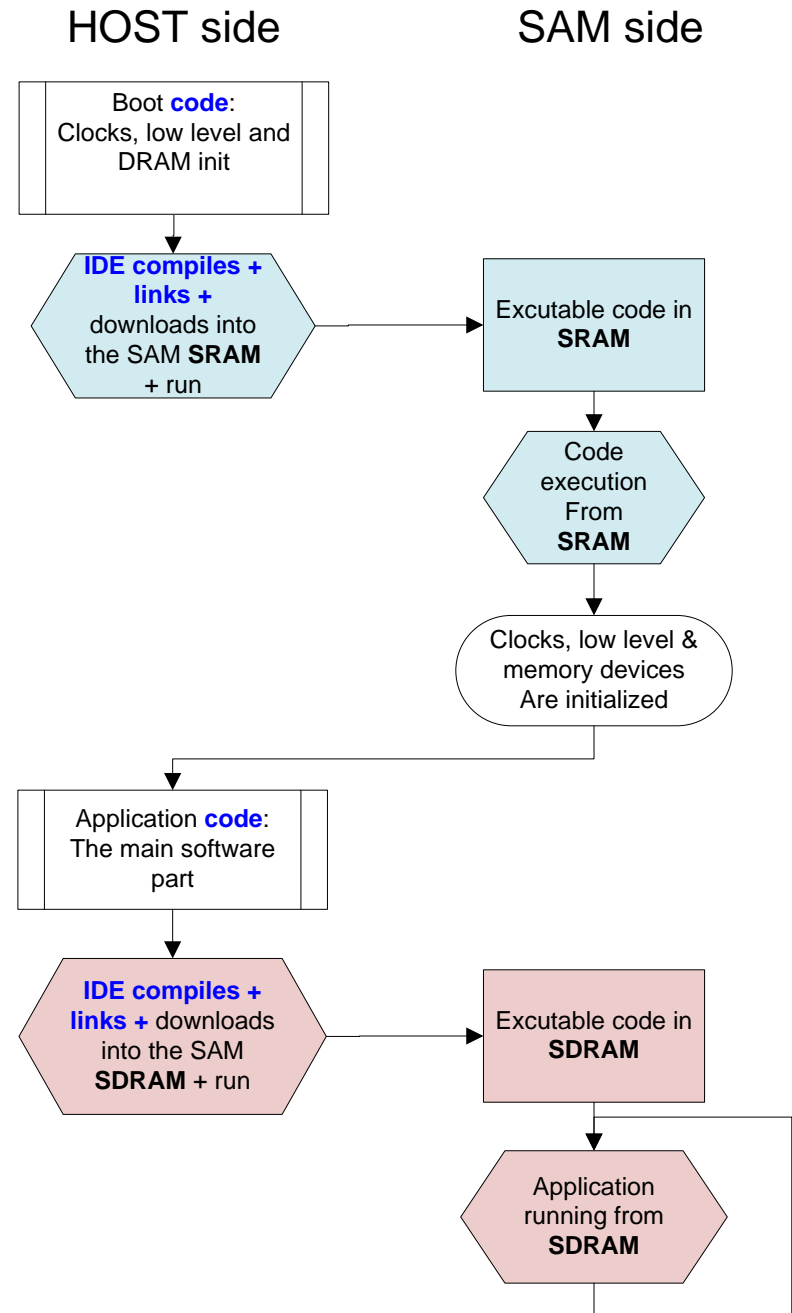 HOST side
SAM side
Boot code:
Clocks, low level and
DRAM init
IDE compiles +
links +
downloads into
the SAM SRAM
+ run
Excutable code in
SRAM
Code
execution
From
SRAM
Clocks, low level &
memory devices
Are initialized
Application code:
The main software
part
IDE compiles +
links + downloads
into the SAM
SDRAM + run
Excutable code in
SDRAM
Application
running from
SDRAM